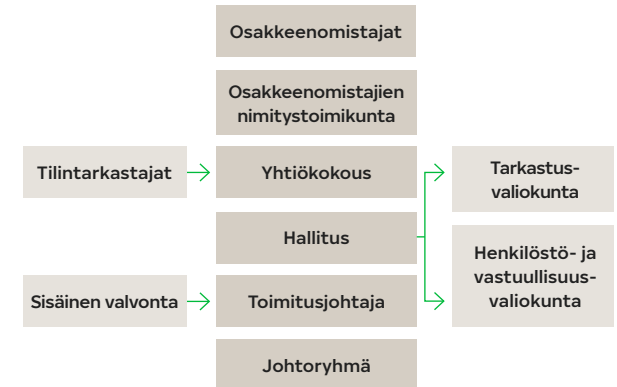 Osakkeenomistajat
Osakkeenomistajien
nimitystoimikunta
Tilintarkastajat
Yhtiökokous
Tarkastus-
valiokunta
Hallitus
Henkilöstö- ja
vastuullisuus-
valiokunta
Sisäinen valvonta
Toimitusjohtaja
Johtoryhmä